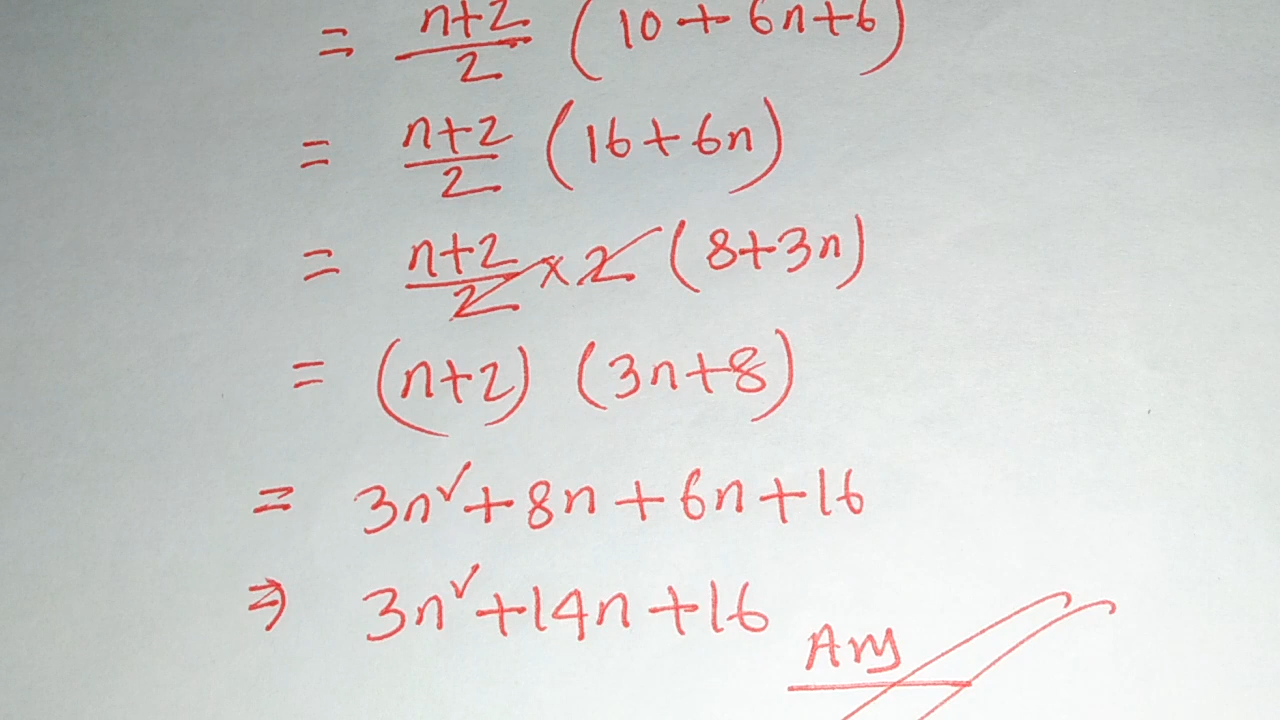 = n+2/2 (10 + 6n+6)
= n+2/2 (16+6n)
= n+2/2 × 2 (8+3n)
= (n+2) (3n+8)
= 3n² + 8n + 6n + 16
⇒ 3n² + 14n + 16
Ans